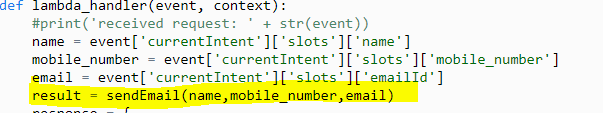 def lambda_handler(event, context):
#print('received request: ' + str(event))
name = event['currentIntent']['slots']['name']
mobile_number = event['currentIntent']['slots']['mobile_number']
email = event['currentIntent']['slots']['emailId']
result = sendEmail(name,mobile_number,email)
response = {